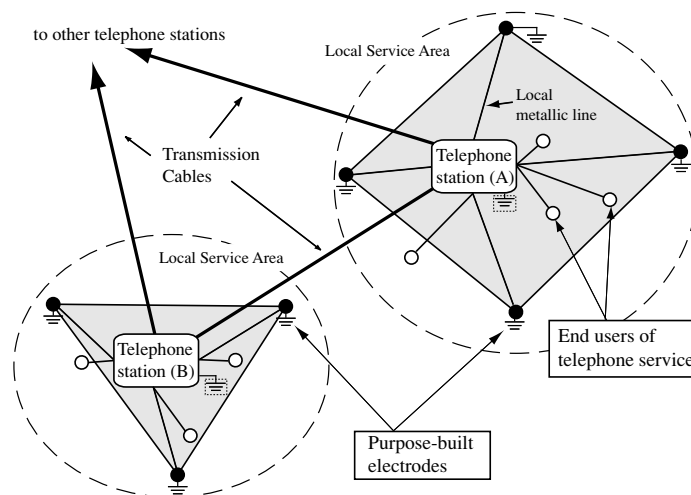 to other telephone stations
Local Service Area
Local
metallic line
Telephone
station (A)
Transmission
Cables
Local Service Area
Telephone
station (B)
End users of
telephone service
Purpose-built
electrodes